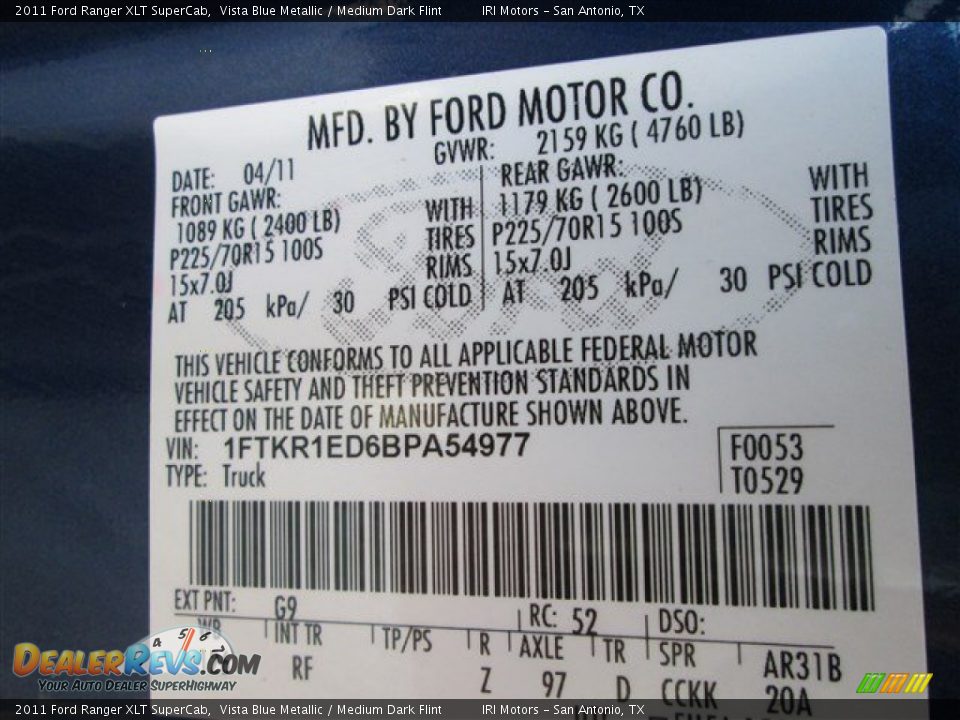 2011 Ford Ranger XLT SuperCab, Vista Blue Metallic / Medium Dark Flint IRI Motors - San Antonio, TX
MFD. BY FORD MOTOR CO.
DATE: 04/11 GVWR: 2159 KG ( 4760 LB)
FRONT GAWR: REAR GAWR:
1089 KG ( 2400 LB) WITH 1179 KG ( 2600 LB) WITH
P225/70R15 100S TIRES P225/70R15 100S TIRES
15x7.0J RIMS 15x7.0J RIMS
AT 205 kPa/ 30 PSI COLD AT 205 kPa/ 30 PSI COLD
THIS VEHICLE CONFORMS TO ALL APPLICABLE FEDERAL MOTOR
VEHICLE SAFETY AND THEFT PREVENTION STANDARDS IN
EFFECT ON THE DATE OF MANUFACTURE SHOWN ABOVE.
VIN: 1FTKR1ED6BPA54977
TYPE: Truck
F0053
T0529
EXT PNT: G9 RC: 52 DSO:
WB INT TR TP/PS R AXLE TR SPR
RF Z 97 D CCKK
AR31B
20A
4 5 6
DEALERREVS.COM
YOUR AUTO DEALER SUPERHIGHWAY
2011 Ford Ranger XLT SuperCab, Vista Blue Metallic / Medium Dark Flint IRI Motors - San Antonio, TX